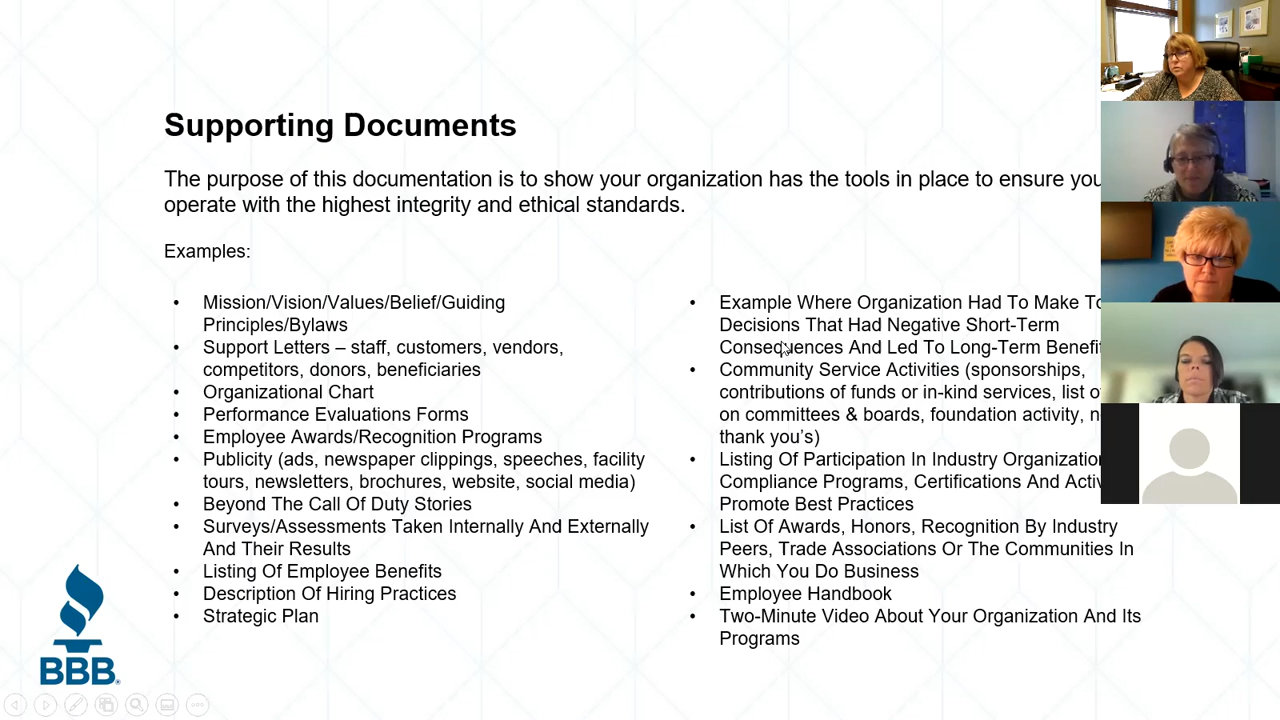 Supporting Documents
The purpose of this documentation is to show your organization has the tools in place to ensure you
operate with the highest integrity and ethical standards.
Examples:
• Mission/Vision/Values/Belief/Guiding
Principles/Bylaws
• Support Letters – staff, customers, vendors,
competitors, donors, beneficiaries
• Organizational Chart
• Performance Evaluations Forms
• Employee Awards/Recognition Programs
• Publicity (ads, newspaper clippings, speeches, facility
tours, newsletters, brochures, website, social media)
• Beyond The Call Of Duty Stories
• Surveys/Assessments Taken Internally And Externally
And Their Results
• Listing Of Employee Benefits
• Description Of Hiring Practices
• Strategic Plan
• Example Where Organization Had To Make
Decisions That Had Negative Short-Term
Consequences And Led To Long-Term
• Community Service Activities (sponsorships,
contributions of funds or in-kind services, list
on committees & boards, foundation activity,
thank you's)
• Listing Of Participation In Industry
Compliance Programs, Certifications And
Promote Best Practices
• List Of Awards, Honors, Recognition By Industry
Peers, Trade Associations Or The Communities In
Which You Do Business
• Employee Handbook
• Two-Minute Video About Your Organization And Its
Programs
BBB